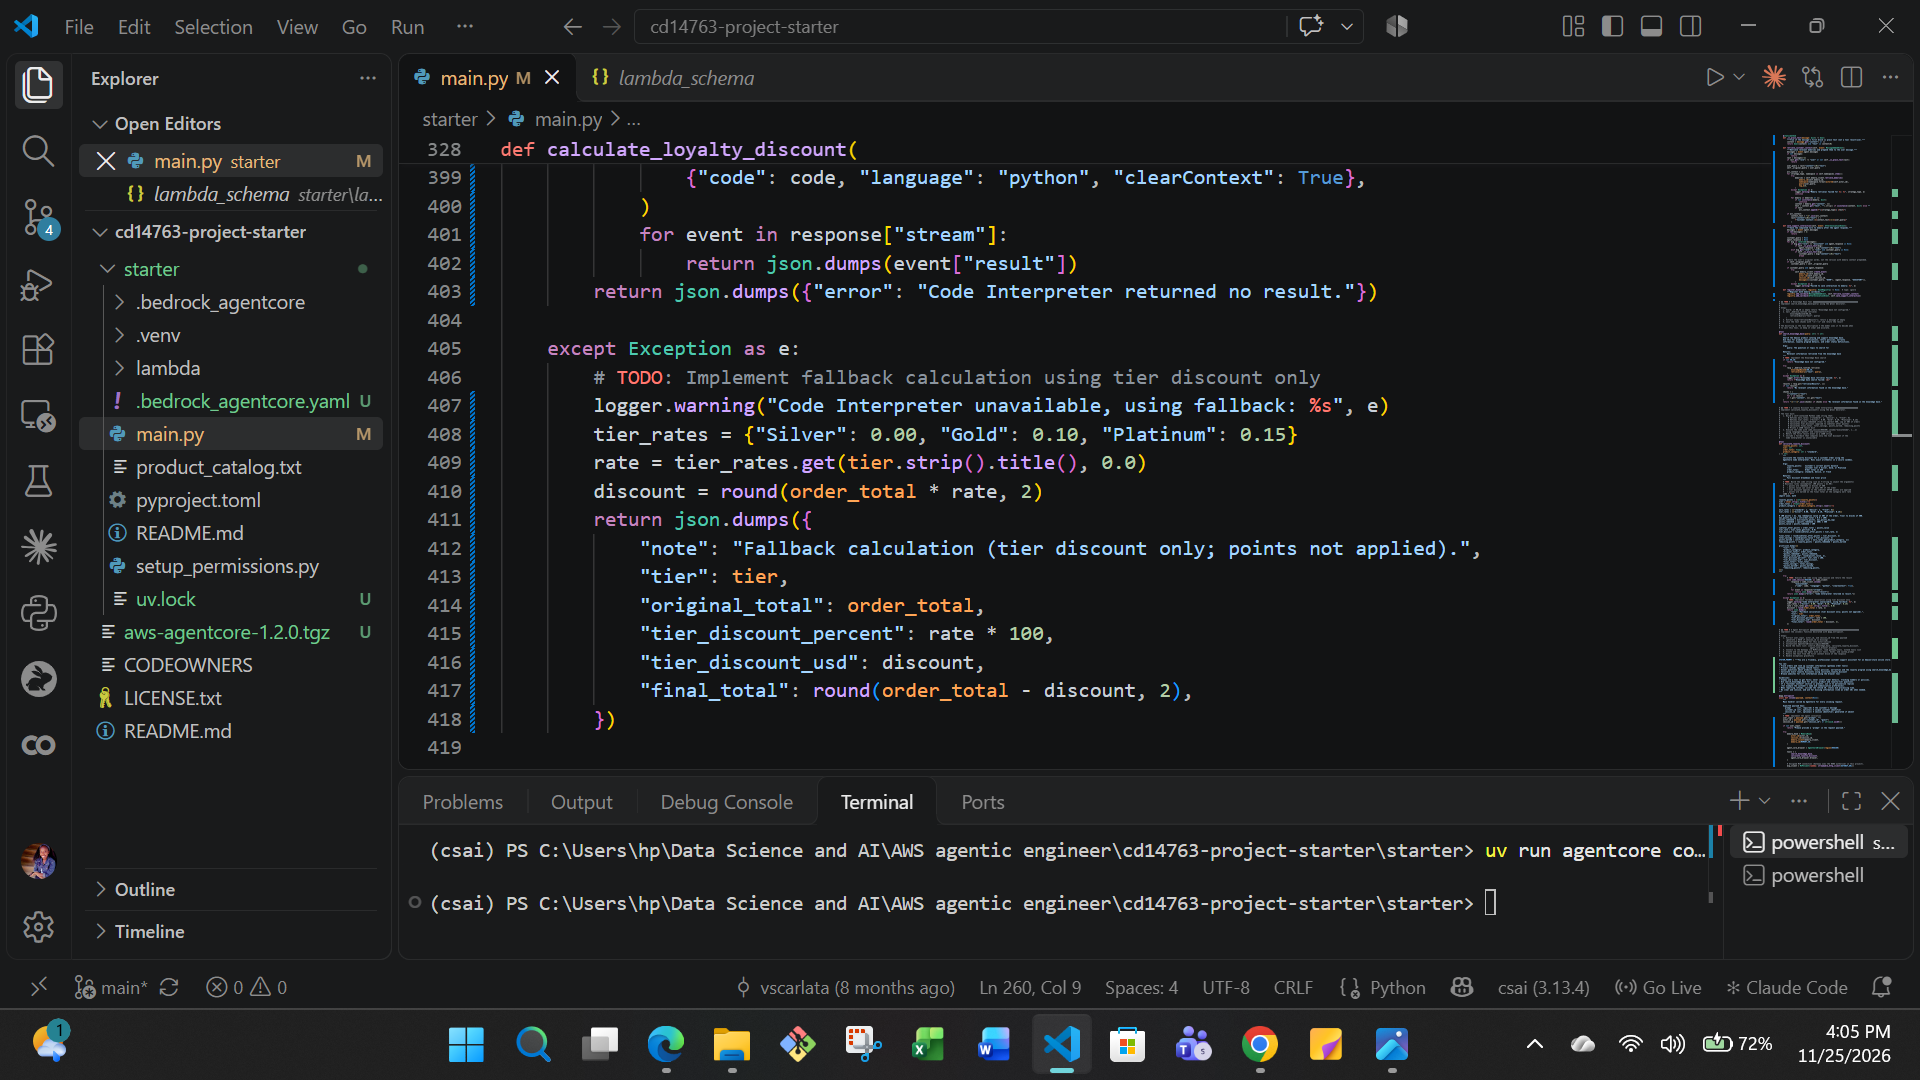 File Edit Selection View Go Run ···
cd14763-project-starter
Explorer
Open Editors
main.py starter M
{} lambda_schema starter\la...
cd14763-project-starter
starter
.bedrock_agentcore
.venv
lambda
! .bedrock_agentcore.yaml U
main.py M
product_catalog.txt
pyproject.toml
README.md
setup_permissions.py
uv.lock U
aws-agentcore-1.2.0.tgz U
CODEOWNERS
LICENSE.txt
README.md
Outline
Timeline
4
main.py M
{} lambda_schema
starter > main.py > ...
328 def calculate_loyalty_discount(
399 {"code": code, "language": "python", "clearContext": True},
400 )
401 for event in response["stream"]:
402 return json.dumps(event["result"])
403 return json.dumps({"error": "Code Interpreter returned no result."})
404
405 except Exception as e:
406 # TODO: Implement fallback calculation using tier discount only
407 logger.warning("Code Interpreter unavailable, using fallback: %s", e)
408 tier_rates = {"Silver": 0.00, "Gold": 0.10, "Platinum": 0.15}
409 rate = tier_rates.get(tier.strip().title(), 0.0)
410 discount = round(order_total * rate, 2)
411 return json.dumps({
412 "note": "Fallback calculation (tier discount only; points not applied).",
413 "tier": tier,
414 "original_total": order_total,
415 "tier_discount_percent": rate * 100,
416 "tier_discount_usd": discount,
417 "final_total": round(order_total - discount, 2),
418 })
419
Problems Output Debug Console Terminal Ports
(csai) PS C:\Users\hp\Data Science and AI\AWS agentic engineer\cd14763-project-starter\starter> uv run agentcore co...
(csai) PS C:\Users\hp\Data Science and AI\AWS agentic engineer\cd14763-project-starter\starter>
powershell s...
powershell
main* 0 0 vscarlata (8 months ago) Ln 260, Col 9 Spaces: 4 UTF-8 CRLF {} Python csai (3.13.4) Go Live Claude Code
1
72%
4:05 PM
11/25/2026